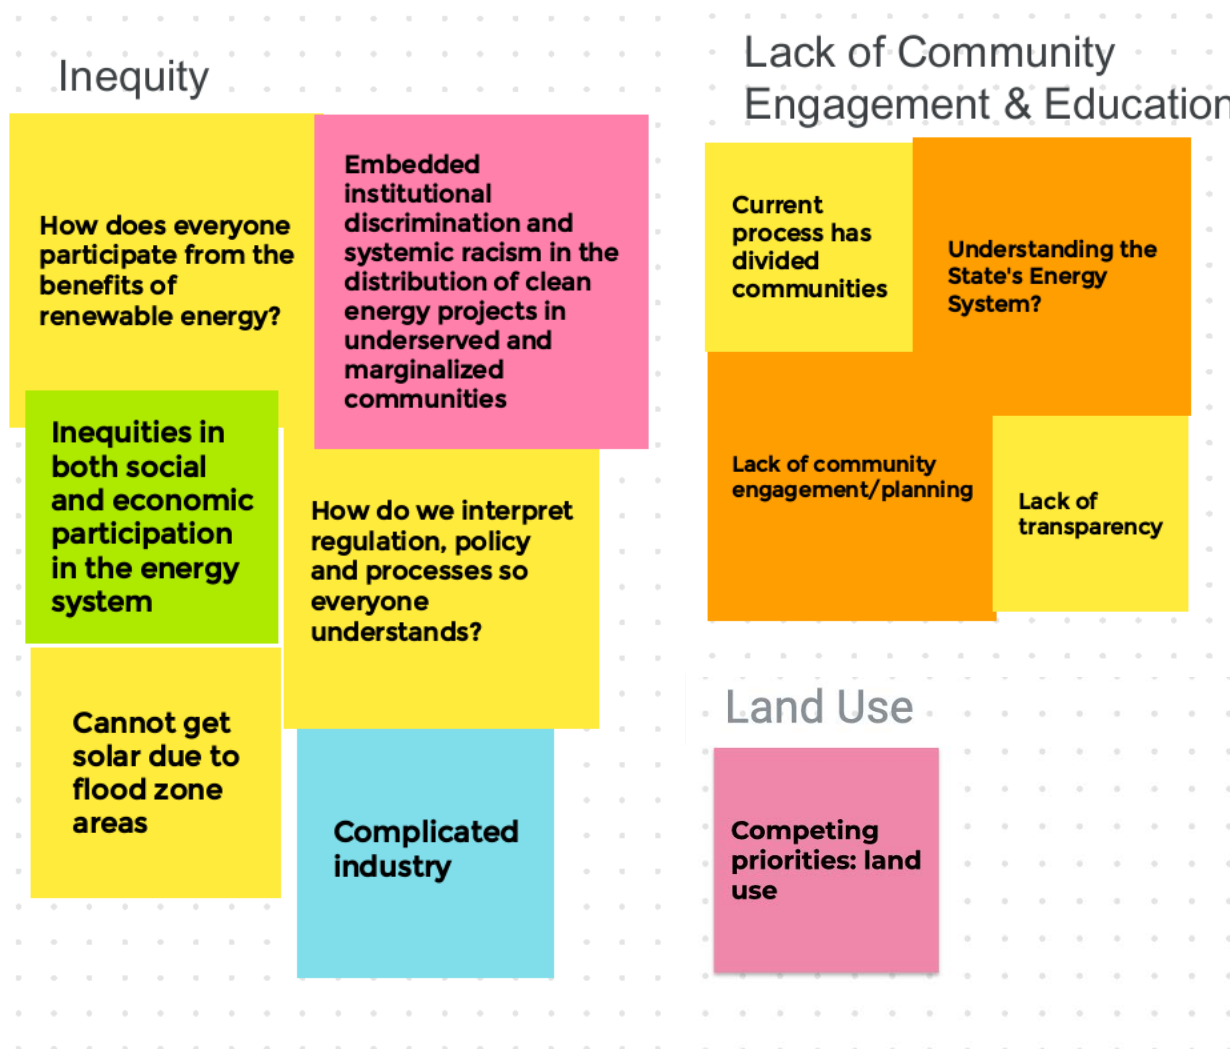 Inequity
How does everyone
participate from the
benefits of
renewable energy?
Embedded
institutional
discrimination and
systemic racism in the
distribution of clean
energy projects in
underserved and
marginalized
communities
Inequities in
both social
and economic
participation
in the energy
system
How do we interpret
regulation, policy
and processes so
everyone
understands?
Cannot get
solar due to
flood zone
areas
Complicated
industry
Lack of Community
Engagement & Education
Current
process has
divided
communities
Understanding the
State's Energy
System?
Lack of community
engagement/planning
Lack of
transparency
Land Use
Competing
priorities: land
use